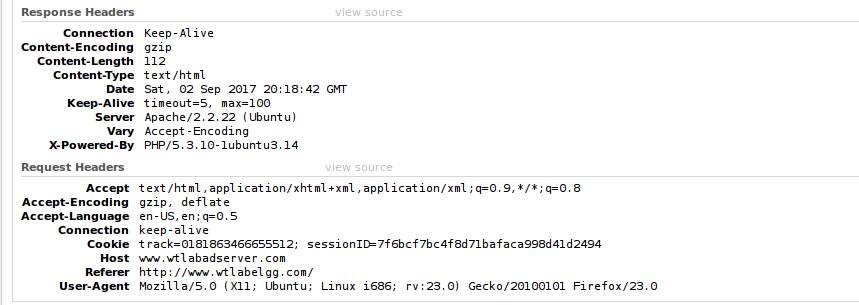 Response Headers view source
Connection Keep-Alive
Content-Encoding gzip
Content-Length 112
Content-Type text/html
Date Sat, 02 Sep 2017 20:18:42 GMT
Keep-Alive timeout=5, max=100
Server Apache/2.2.22 (Ubuntu)
Vary Accept-Encoding
X-Powered-By PHP/5.3.10-1ubuntu3.14
Request Headers view source
Accept text/html,application/xhtml+xml,application/xml;q=0.9,*/*;q=0.8
Accept-Encoding gzip, deflate
Accept-Language en-US,en;q=0.5
Connection keep-alive
Cookie track=0181863466655512; sessionID=7f6bcf7bc4f8d71bafaca998d41d2494
Host www.wtlabadserver.com
Referer http://www.wtlabelgg.com/
User-Agent Mozilla/5.0 (X11; Ubuntu; Linux i686; rv:23.0) Gecko/20100101 Firefox/23.0